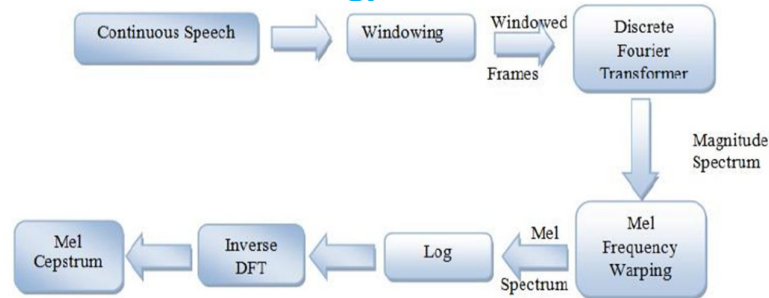 Continuous Speech
Windowing
Windowed
Frames
Discrete
Fourier
Transformer
Magnitude
Spectrum
Mel
Frequency
Warping
Mel
Spectrum
Log
Inverse
DFT
Mel
Cepstrum